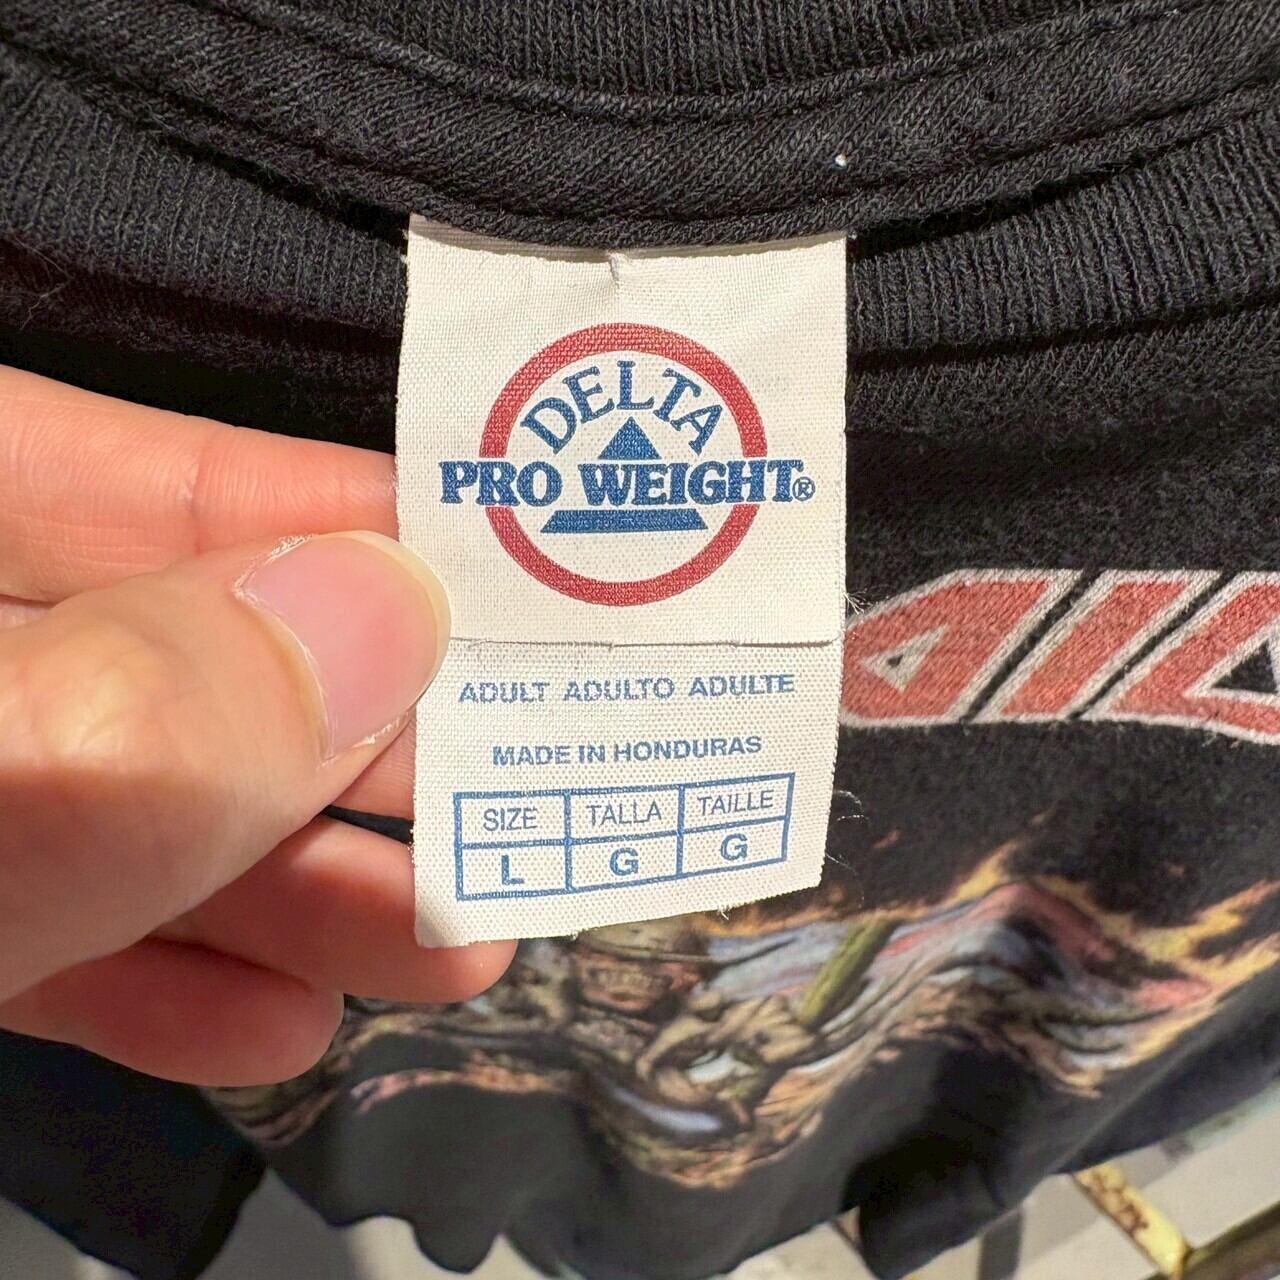 DELTA
PRO WEIGHT®
ADULT ADULTO ADULTE
MADE IN HONDURAS
SIZE TALLA TAILLE
L G G